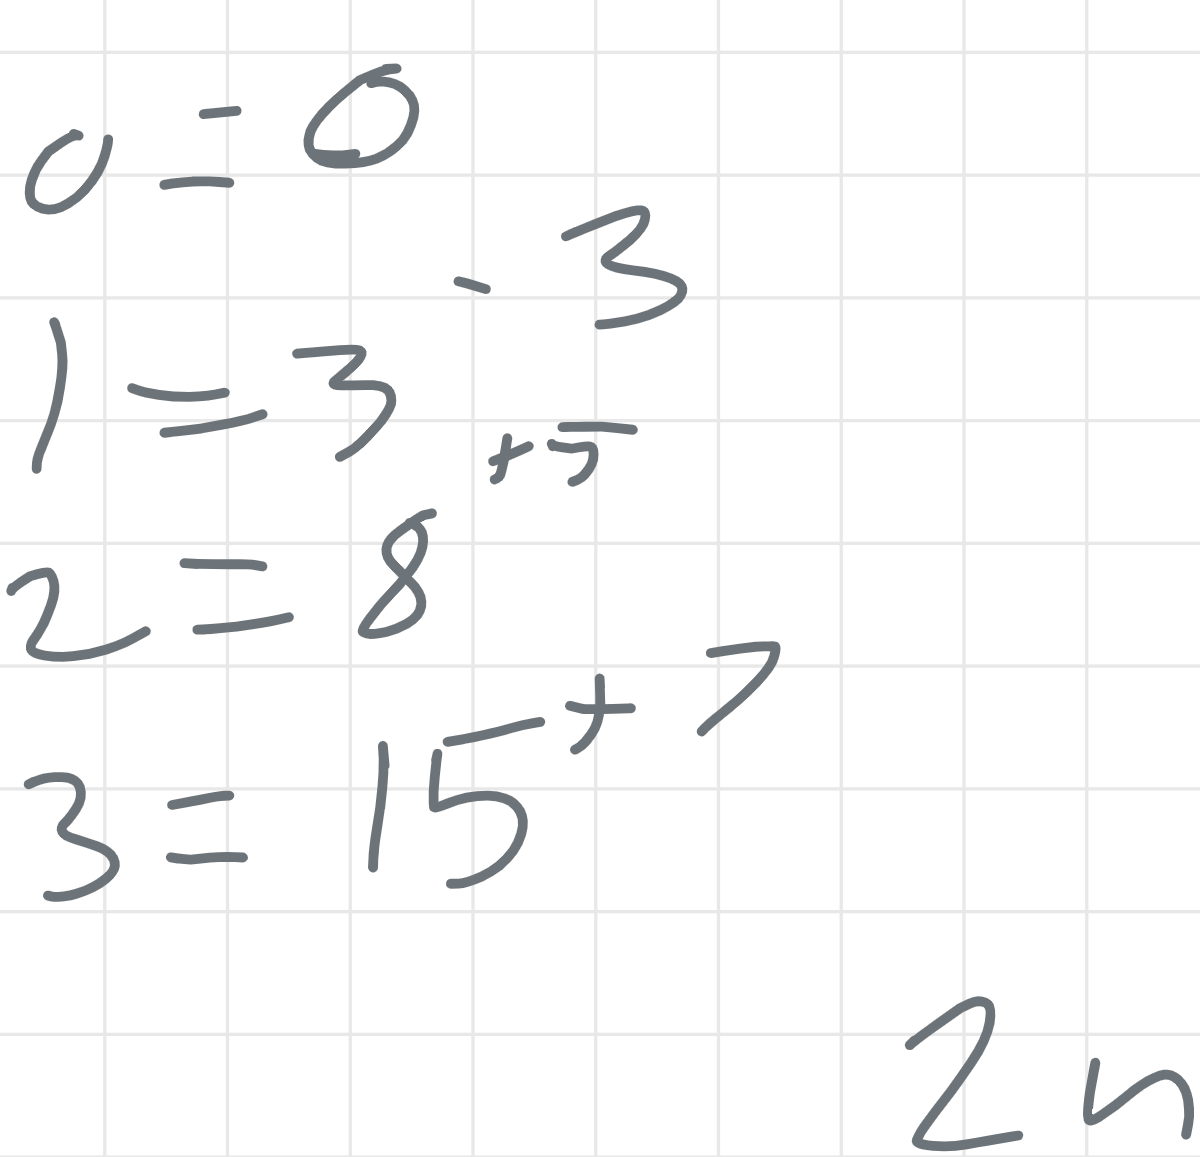 0 = 0
- 3
1 = 3
+5
2 = 8
+ 7
3 = 15
2n